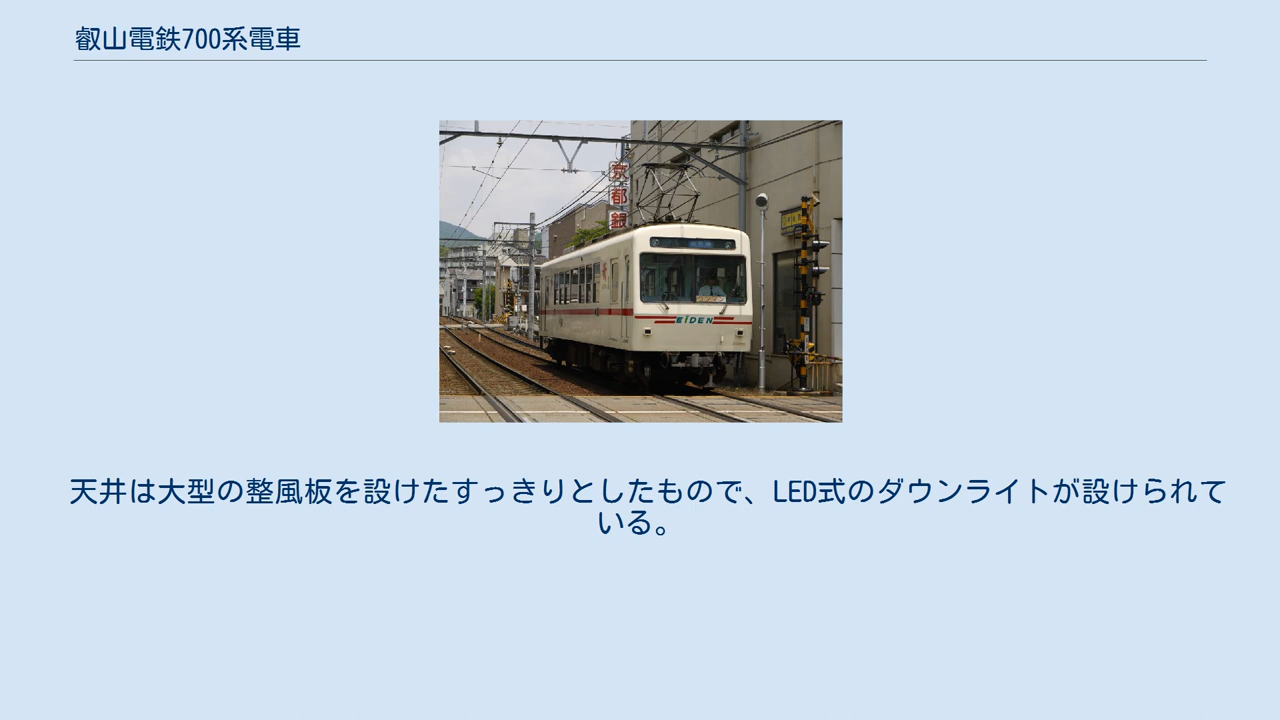 叡山電鉄700系電車
京都銀
EIDEN
天井は大型の整風板を設けたすっきりとしたもので、LED式のダウンライトが設けられて
いる。